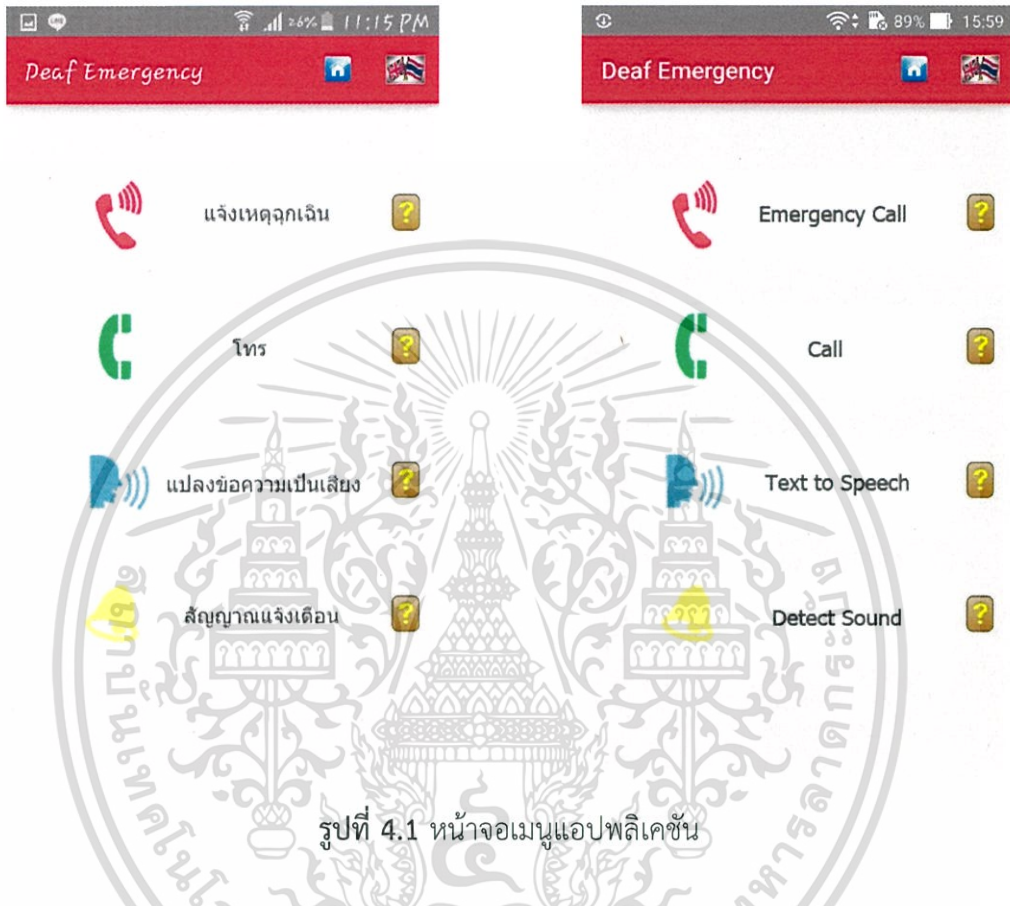 26% 11:15 PM
89% 15:59
Deaf Emergency
Deaf Emergency
แจ้งเหตุฉุกเฉิน
Emergency Call
โทร
Call
แปลงข้อความเป็นเสียง
Text to Speech
สัญญาณแจ้งเตือน
Detect Sound
รูปที่ 4.1 หน้าจอเมนูแอปพลิเคชัน